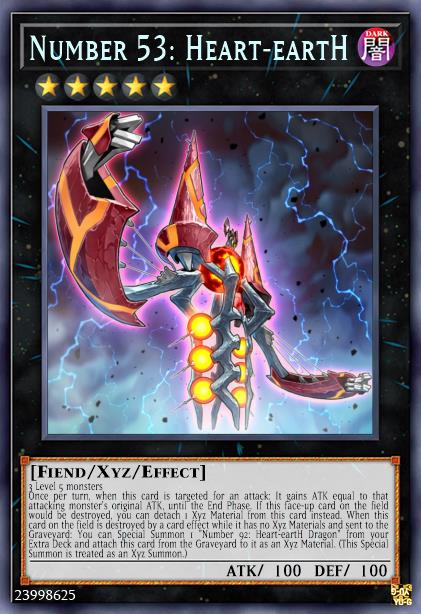 Number 53: Heart-eartH
DARK
闇
[Fiend/Xyz/Effect]
3 Level 5 monsters
Once per turn, when this card is targeted for an attack: It gains ATK equal to that
attacking monster's original ATK, until the End Phase. If this face-up card on the field
would be destroyed, you can detach 1 Xyz Material from this card instead. When this
card on the field is destroyed by a card effect while it has no Xyz Materials and sent to the
Graveyard: You can Special Summon 1 "Number 92: Heart-eartH Dragon" from your
Extra Deck and attach this card from the Graveyard to it as an Xyz Material. (This Special
Summon is treated as an Xyz Summon.)
ATK/ 100 DEF/ 100
23998625